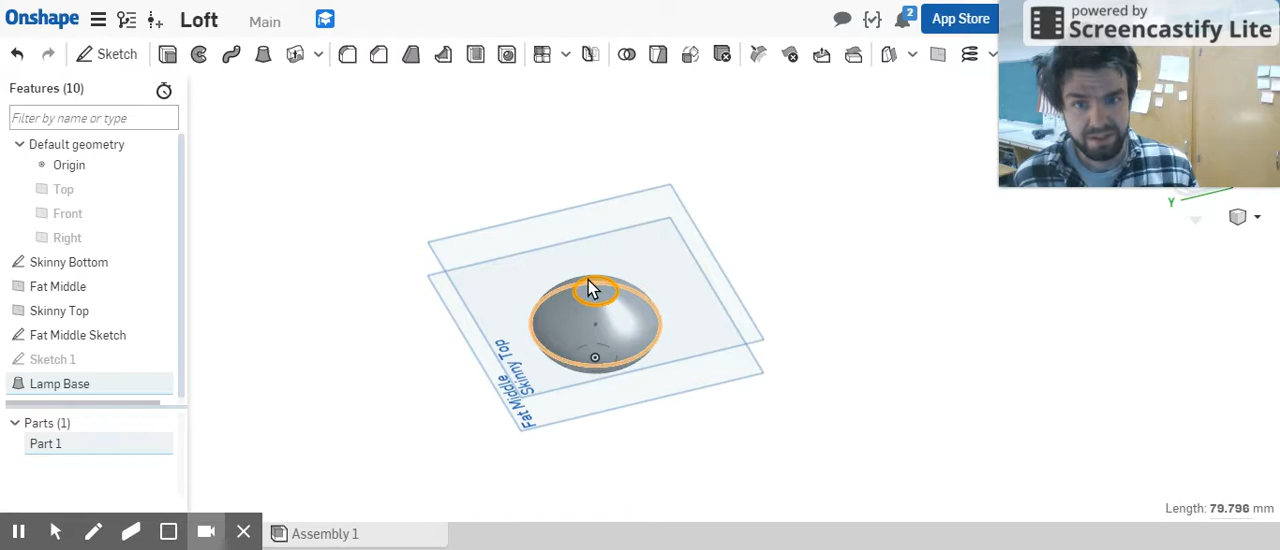 Onshape
Loft
Main
2
App Store
powered by
Screencastify Lite
Sketch
Features (10)
Filter by name or type
Default geometry
Origin
Top
Front
Right
Skinny Bottom
Fat Middle
Skinny Top
Fat Middle Sketch
Sketch 1
Lamp Base
Parts (1)
Part 1
Skinny Top
Fat Middle
Y
Length: 79.796 mm
Assembly 1